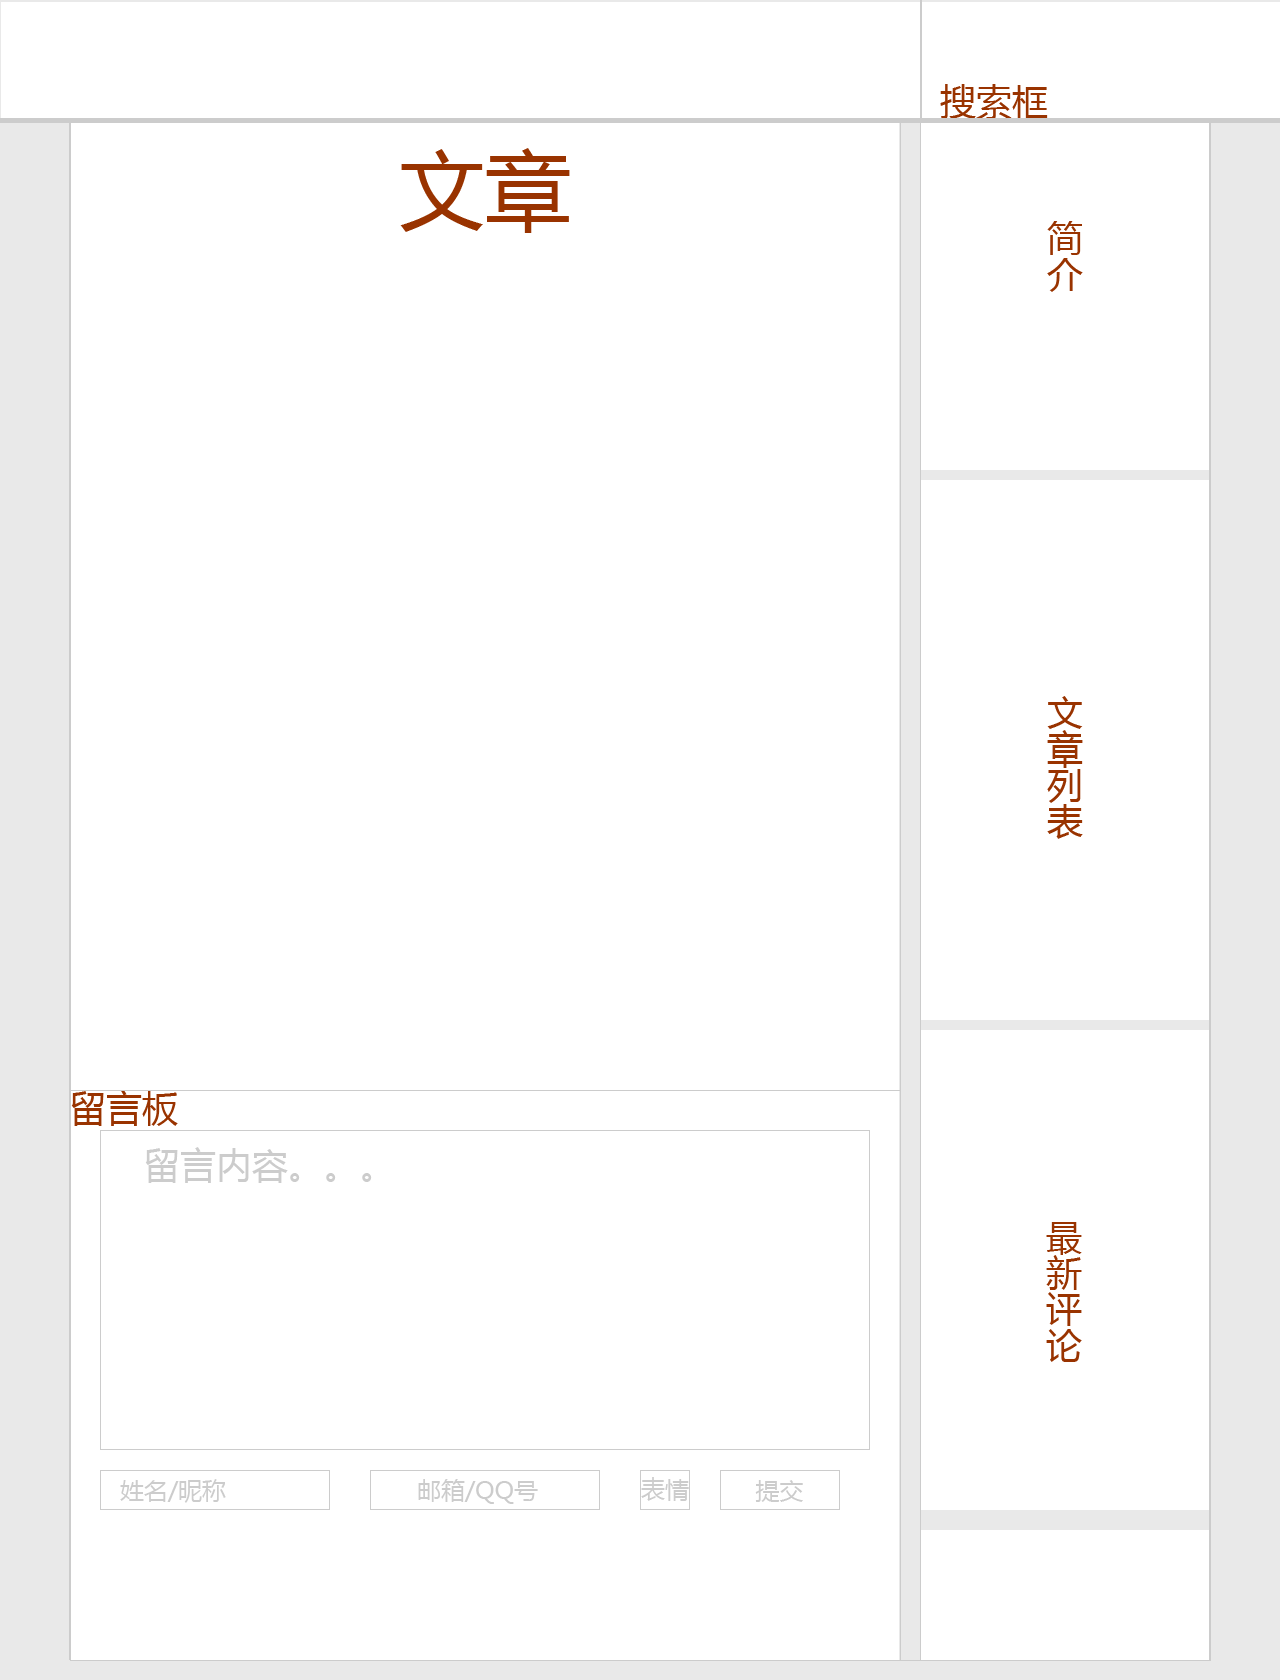 搜索框
文章
简介
文章列表
留言板
留言内容。。。
最新评论
姓名/昵称
邮箱/QQ号
表情
提交